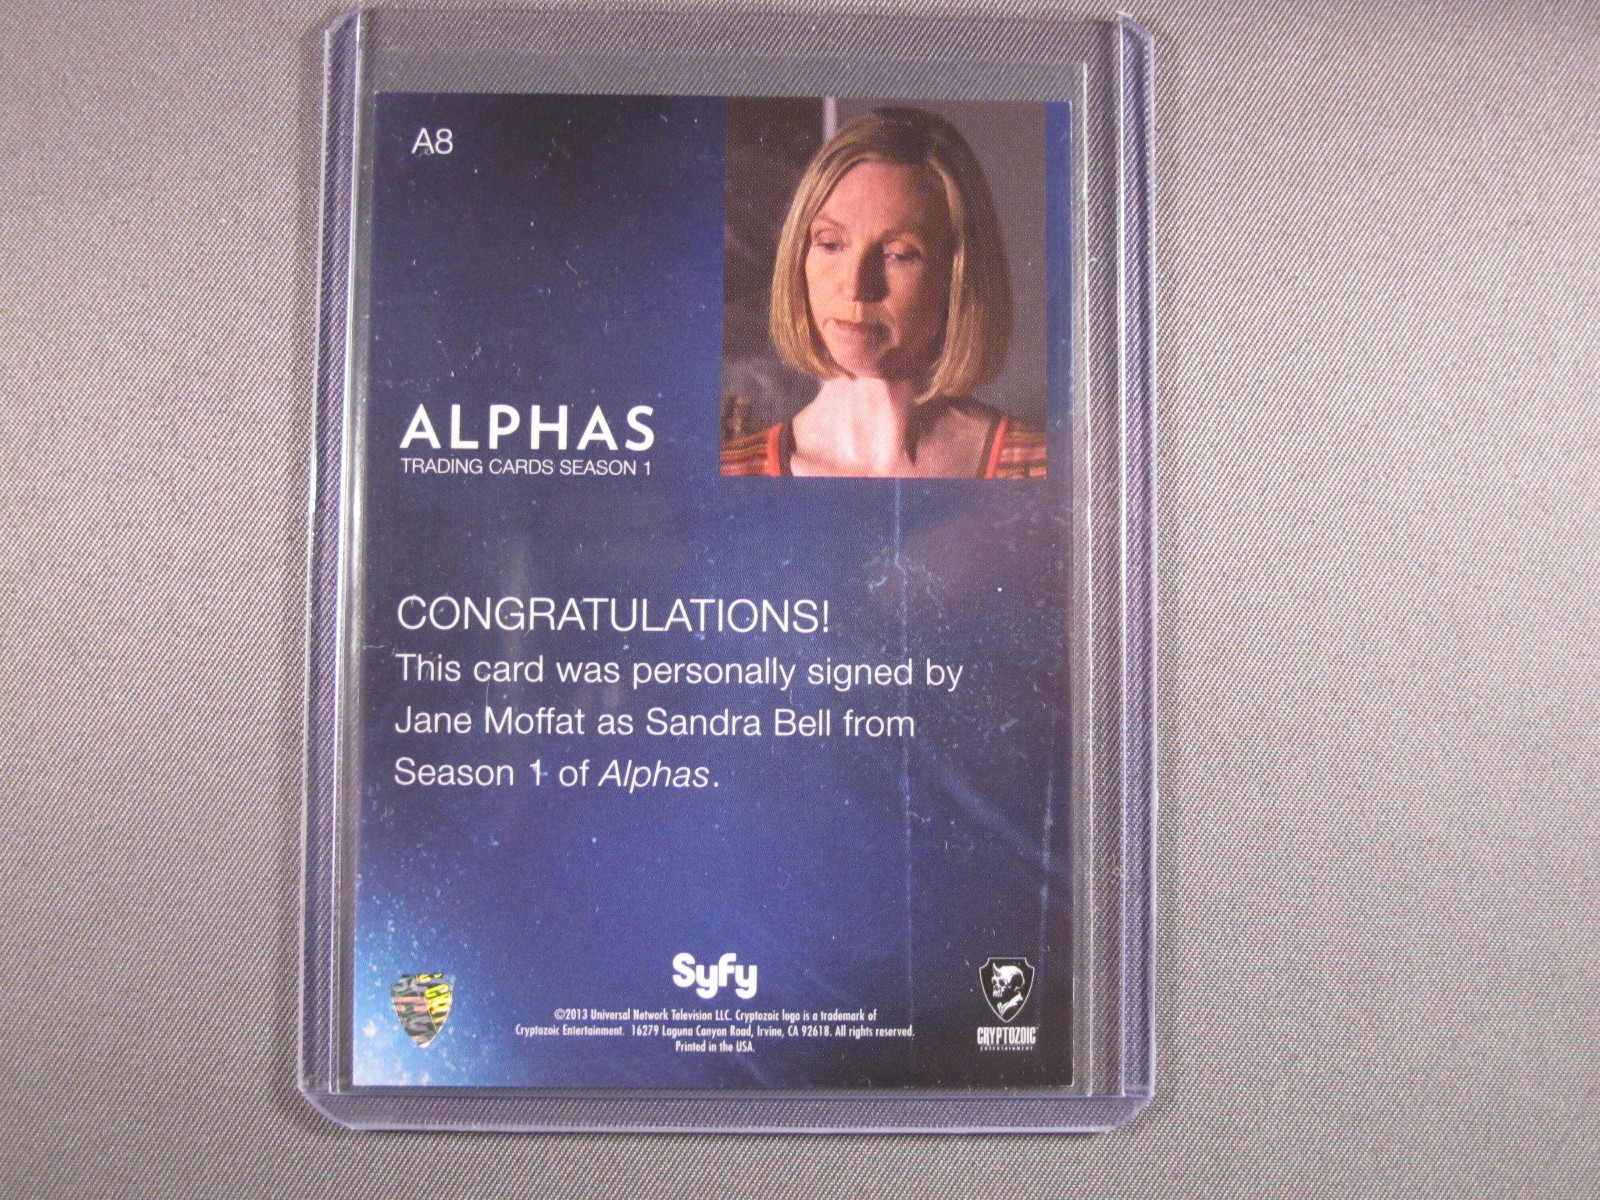 A8
ALPHAS
TRADING CARDS SEASON 1
CONGRATULATIONS!
This card was personally signed by
Jane Moffat as Sandra Bell from
Season 1 of Alphas.
Syfy
©2013 Universal Network Television LLC. Cryptozoic logo is a trademark of
Cryptozoic Entertainment. 16279 Laguna Canyon Road, Irvine, CA 92618. All rights reserved.
Printed in the USA.
CRYPTOZOIC
ENTERTAINMENT